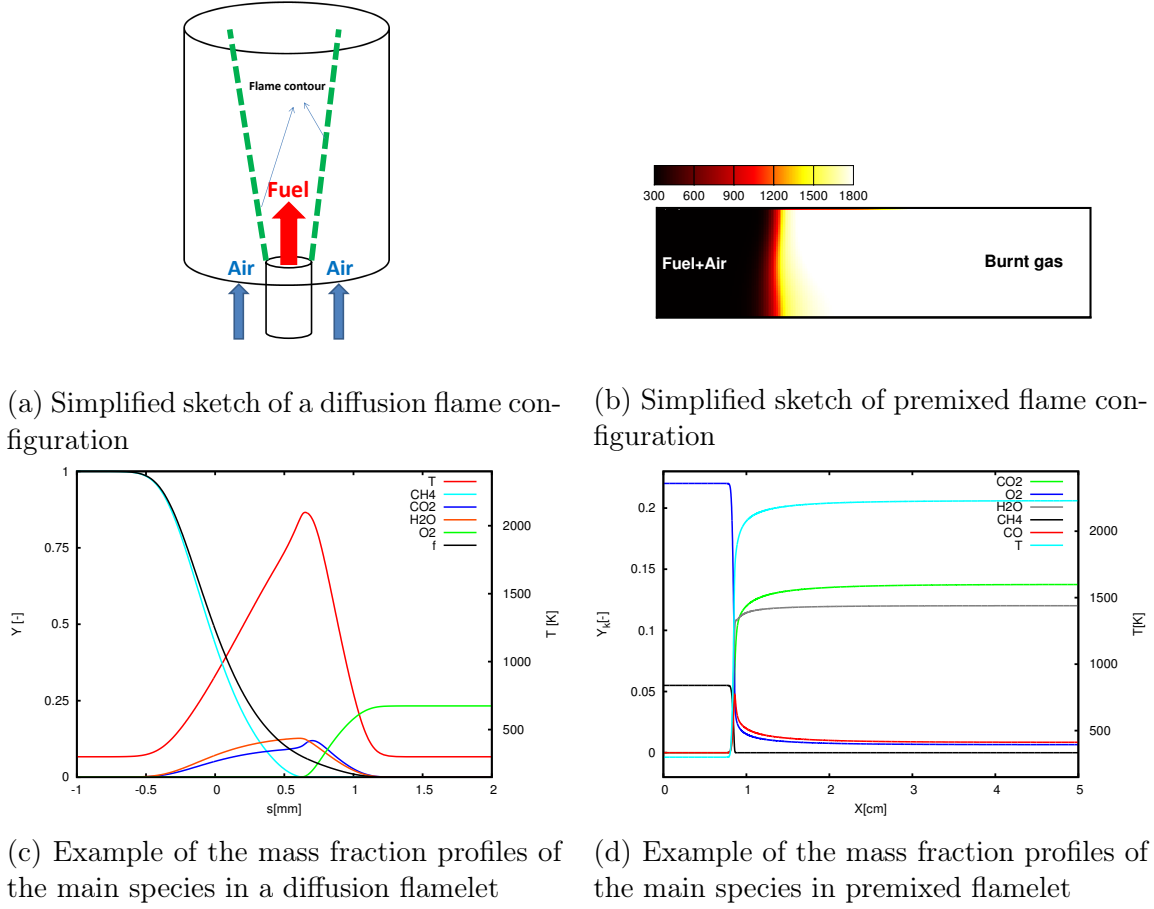 Flame contour
Fuel
Air Air
300 600 900 1200 1500 1800
Fuel+Air
Burnt gas
(a) Simplified sketch of a diffusion flame con-
figuration
(b) Simplified sketch of premixed flame con-
figuration
1
0.75
0.5
0.25
0
Y [-]
T
CH4
CO2
H2O
O2
f
2000
1500
1000
500
T [K]
-1 -0.5 0 0.5 1 1.5 2
s[mm]
0.2
0.15
0.1
0.05
0
Yk[-]
CO2
O2
H2O
CH4
CO
T
2000
1500
1000
500
T[K]
0 1 2 3 4 5
X[cm]
(c) Example of the mass fraction profiles of
the main species in a diffusion flamelet
(d) Example of the mass fraction profiles of
the main species in premixed flamelet